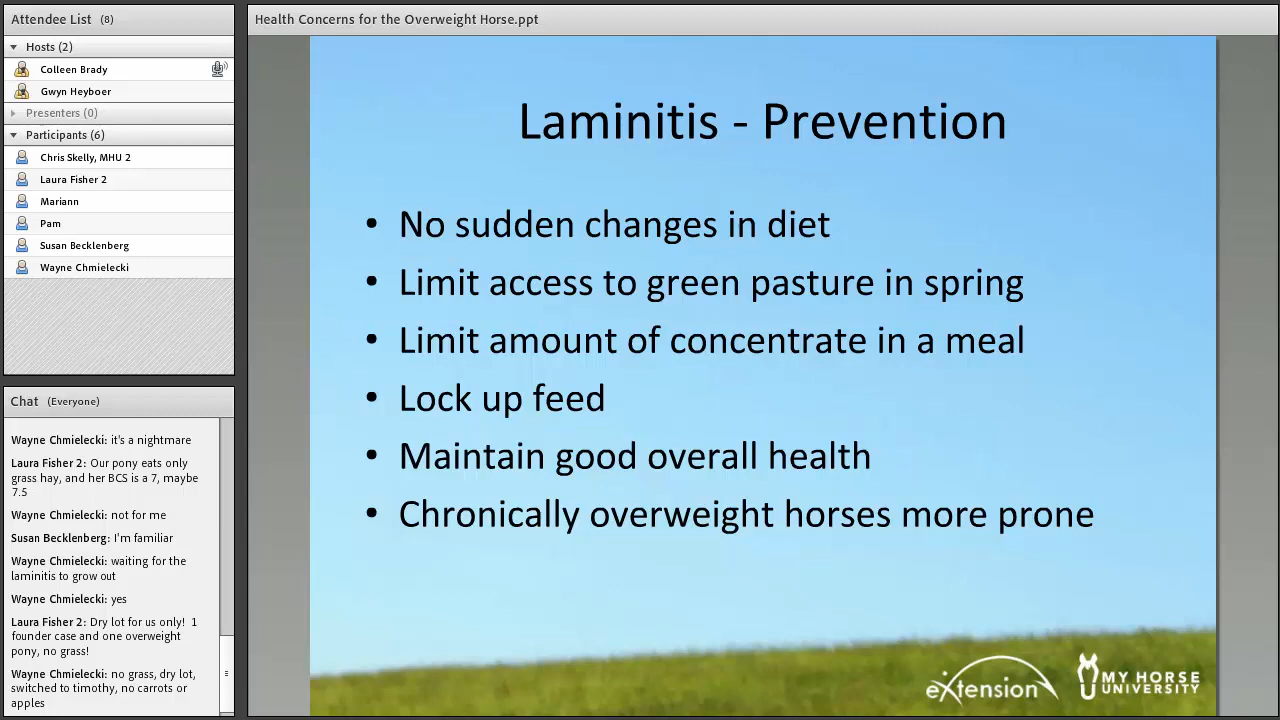 Attendee List (8)
Hosts (2)
Colleen Brady
Gwyn Heyboer
Presenters (0)
Participants (6)
Chris Skelly, MHU 2
Laura Fisher 2
Mariann
Pam
Susan Becklenberg
Wayne Chmielecki
Chat (Everyone)
Wayne Chmielecki: it's a nightmare
Laura Fisher 2: Our pony eats only
grass hay, and her BCS is a 7, maybe
7.5
Wayne Chmielecki: not for me
Susan Becklenberg: I'm familiar
Wayne Chmielecki: waiting for the
laminitis to grow out
Wayne Chmielecki: yes
Laura Fisher 2: Dry lot for us only! 1
founder case and one overweight
pony, no grass!
Wayne Chmielecki: no grass, dry lot,
switched to timothy, no carrots or
apples
Health Concerns for the Overweight Horse.ppt
Laminitis - Prevention
• No sudden changes in diet
• Limit access to green pasture in spring
• Limit amount of concentrate in a meal
• Lock up feed
• Maintain good overall health
• Chronically overweight horses more prone
eXtension
MY HORSE
UNIVERSITY